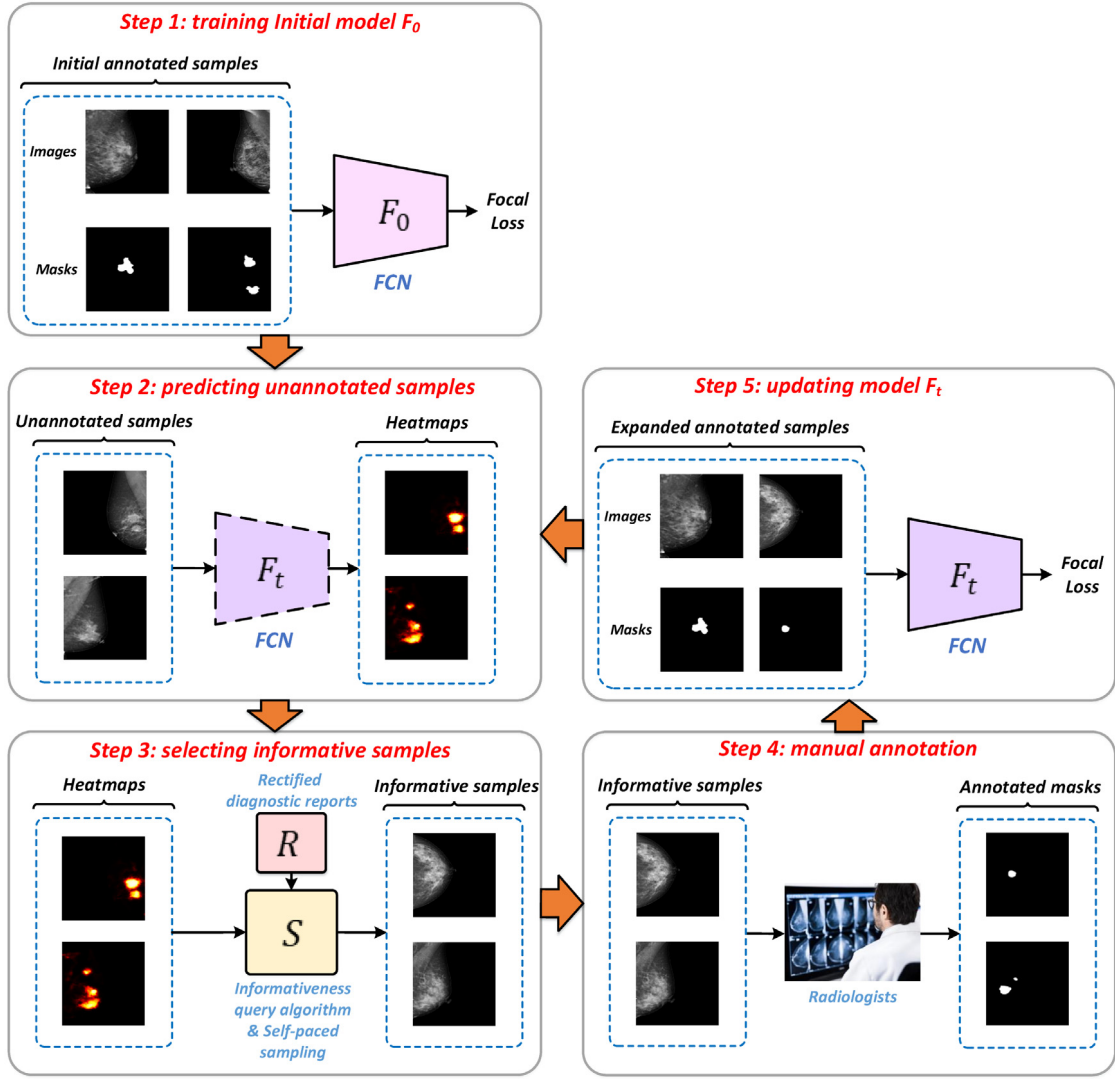 Step 1: training Initial model F₀
Initial annotated samples
Images
Masks
F₀
FCN
Focal
Loss
Step 2: predicting unannotated samples
Unannotated samples
Heatmaps
Fₜ
FCN
Step 5: updating model Fₜ
Expanded annotated samples
Images
Masks
Fₜ
FCN
Focal
Loss
Step 3: selecting informative samples
Heatmaps
Rectified
diagnostic reports
R
S
Informativeness
query algorithm
& Self-paced
sampling
Informative samples
Step 4: manual annotation
Informative samples
Radiologists
Annotated masks